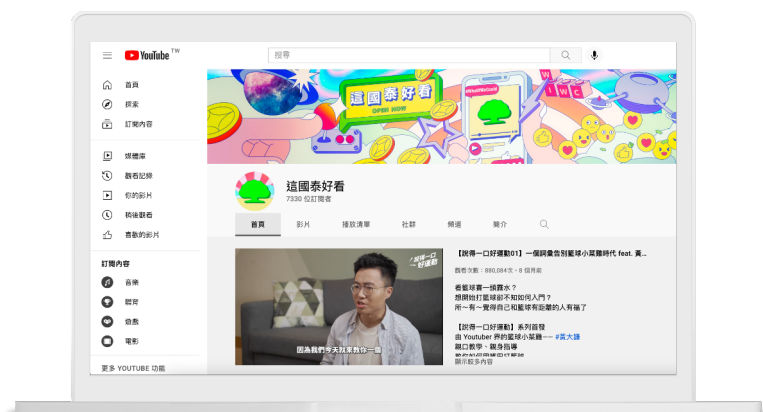 YouTube TW
搜尋
首頁
探索
訂閱內容
媒體庫
觀看記錄
你的影片
稍後觀看
喜歡的影片
訂閱內容
音樂
體育
遊戲
電影
更多 YOUTUBE 功能
這國泰好看
OPEN NOW
WIWC
這國泰好看
7330 位訂閱者
首頁
影片
播放清單
社群
頻道
簡介
說得一口
好運動
因為我們今天就來教你一個
【說得一口好運動01】一個詞彙告別籃球小菜雞時代 feat. 黃...
觀看次數：880,084次・8 個月前
看籃球賽一頭霧水？
想開始打籃球卻不知如何入門？
所～有～覺得自己和籃球有距離的人有福了
【說得一口好運動】系列首發
由 Youtuber 界的籃球小菜雞—— #黃大謙
親口教學、親身指導
顯示較多內容